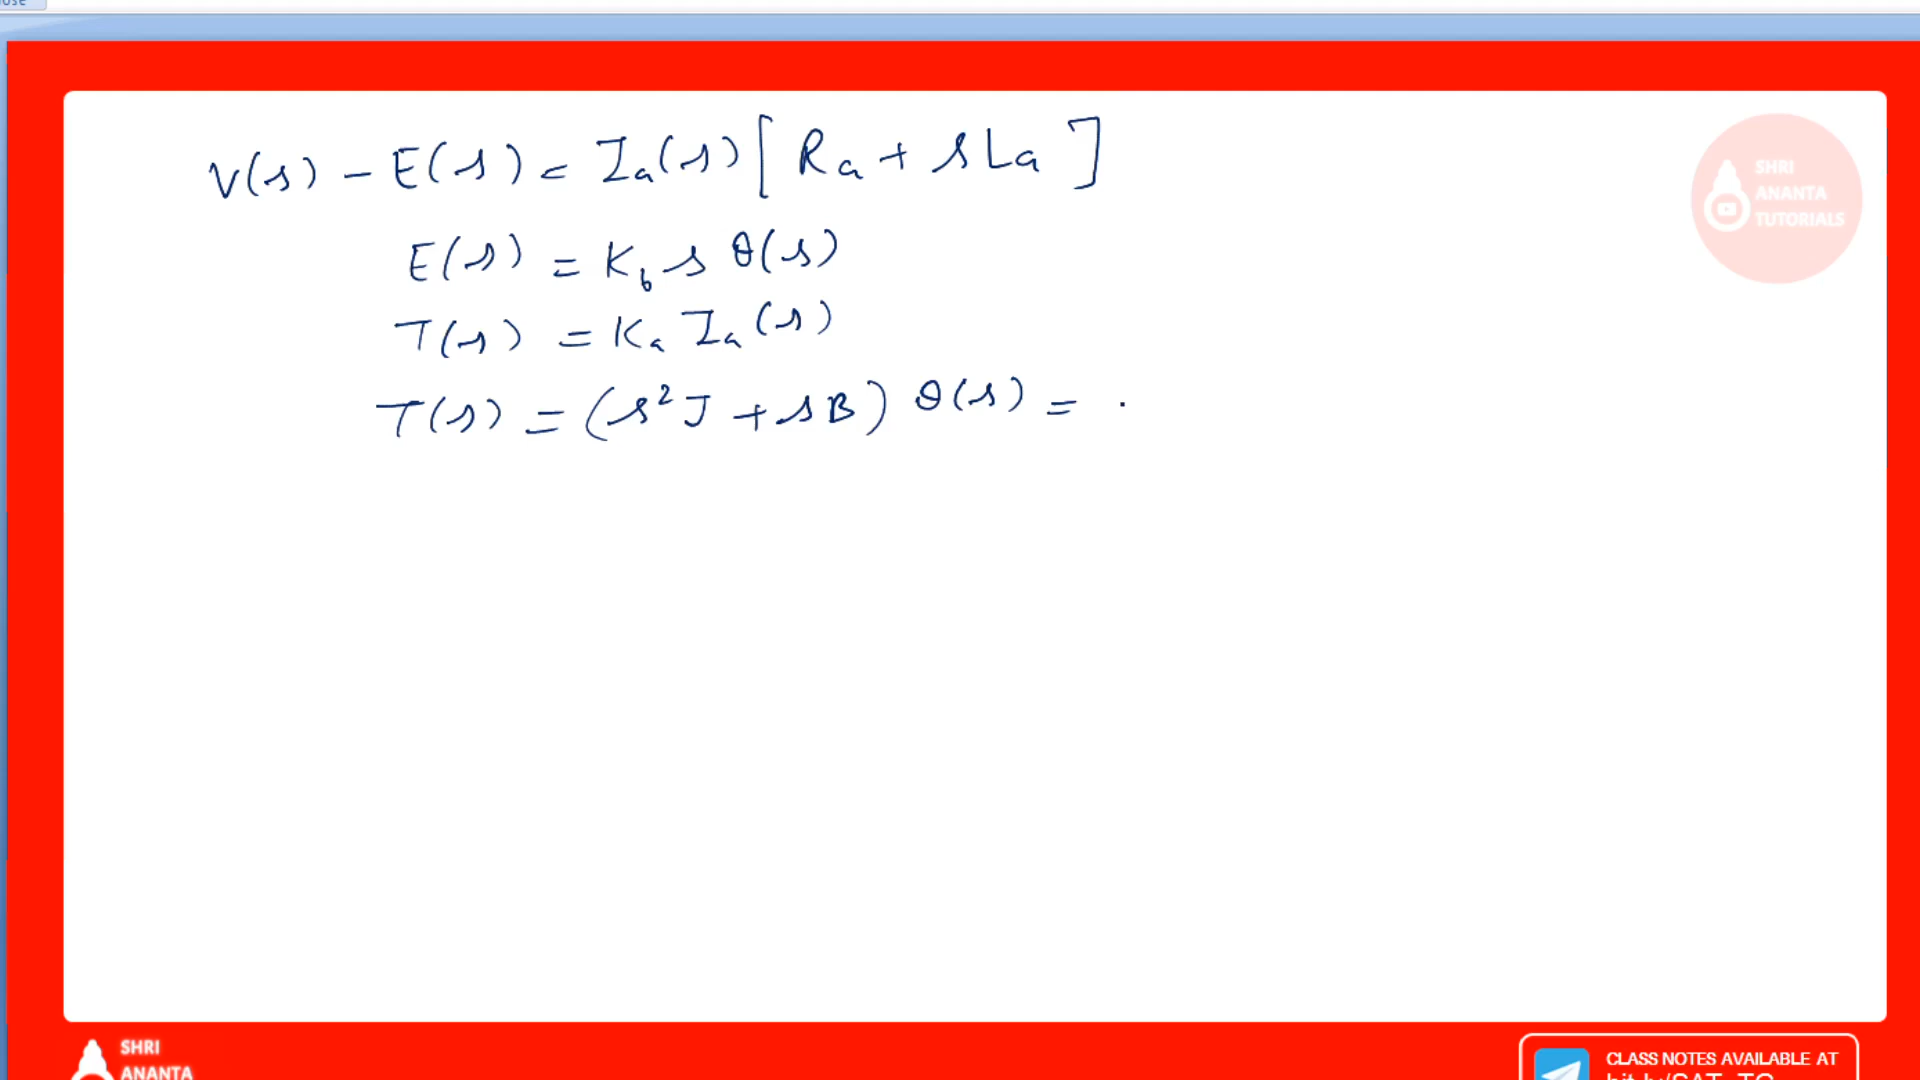 V(s) - E(s) = Ia(s) [ Ra + sLa ]
E(s) = Kb s θ(s)
T(s) = Ka Ia(s)
T(s) = (s²J + sB) θ(s) =
SHRI
ANANTA
TUTORIALS
SHRI
ANANTA
CLASS NOTES AVAILABLE AT